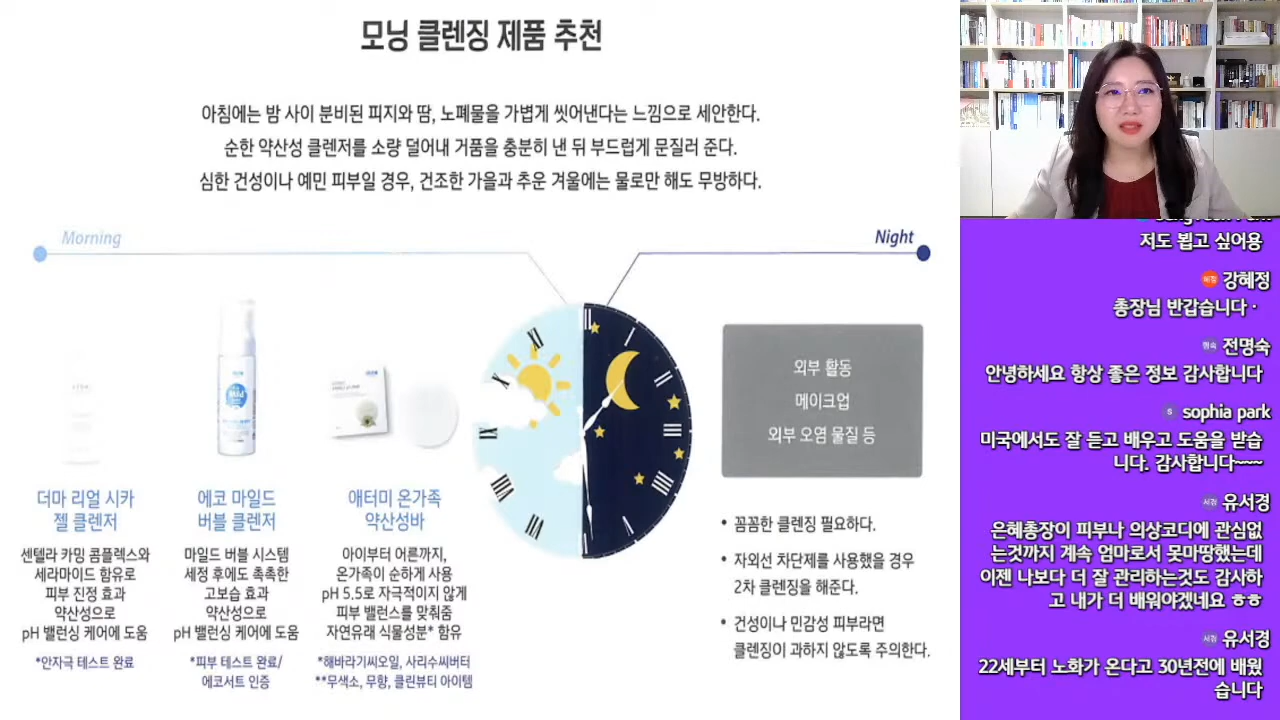 모닝 클렌징 제품 추천
아침에는 밤 사이 분비된 피지와 땀, 노폐물을 가볍게 씻어낸다는 느낌으로 세안한다.
순한 약산성 클렌저를 소량 덜어내 거품을 충분히 낸 뒤 부드럽게 문질러 준다.
심한 건성이나 예민 피부일 경우, 건조한 가을과 추운 겨울에는 물로만 해도 무방하다.
Morning
Night
외부 활동
메이크업
외부 오염 물질 등
더마 리얼 시카
젤 클렌저
센텔라 카밍 콤플렉스와
세라마이드 함유로
피부 진정 효과
약산성으로
pH 밸런싱 케어에 도움
*안자극 테스트 완료
Mild
에코 마일드
버블 클렌저
마일드 버블 시스템
세정 후에도 촉촉한
고보습 효과
약산성으로
pH 밸런싱 케어에 도움
*피부 테스트 완료/
에코서트 인증
애터미 온가족
약산성바
아이부터 어른까지,
온가족이 순하게 사용
pH 5.5로 자극적이지 않게
피부 밸런스를 맞춰줌
자연유래 식물성분* 함유
*해바라기씨오일, 사리수씨버터
**무색소, 무향, 클린뷰티 아이템
• 꼼꼼한 클렌징 필요하다.
• 자외선 차단제를 사용했을 경우
2차 클렌징을 해준다.
• 건성이나 민감성 피부라면
클렌징이 과하지 않도록 주의한다.
저도 뵙고 싶어용
혜정 강혜정
총장님 반갑습니다·
명숙 전명숙
안녕하세요 항상 좋은 정보 감사합니다
s sophia park
미국에서도 잘 듣고 배우고 도움을 받습
니다. 감사합니다~~~
서경 유서경
은혜총장이 피부나 의상코디에 관심없
는것까지 계속 엄마로서 못마땅했는데
이젠 나보다 더 잘 관리하는것도 감사하
고 내가 더 배워야겠네요 ㅎㅎ
서경 유서경
22세부터 노화가 온다고 30년전에 배웠
습니다